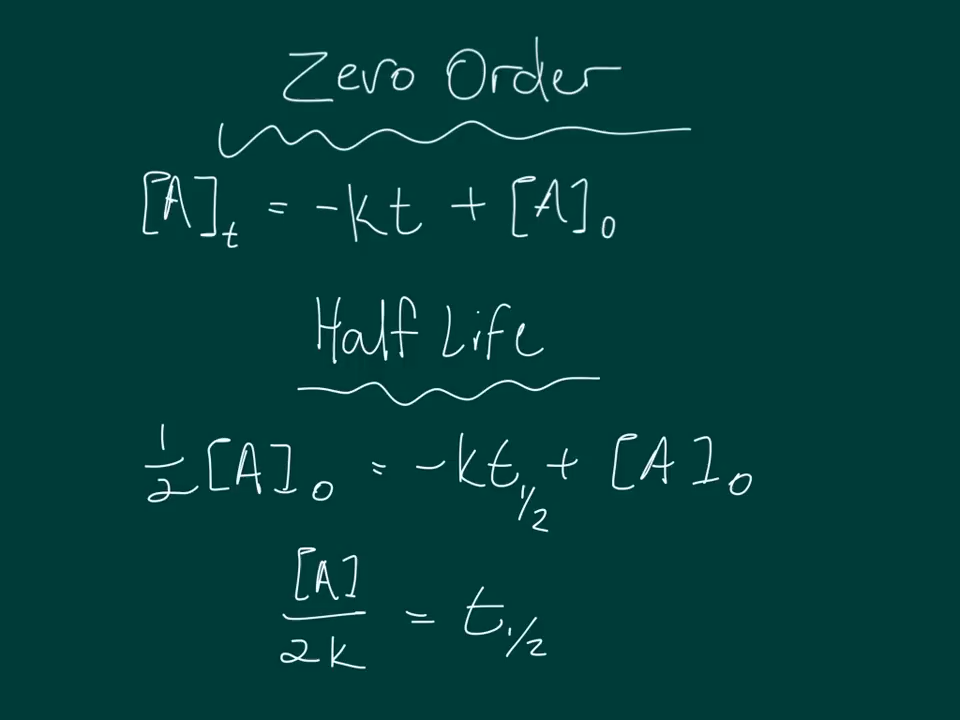 Zero Order
[A]t = -kt + [A]0
Half Life
1/2 [A]0 = -kt1/2 + [A]0
[A]/2k = t1/2